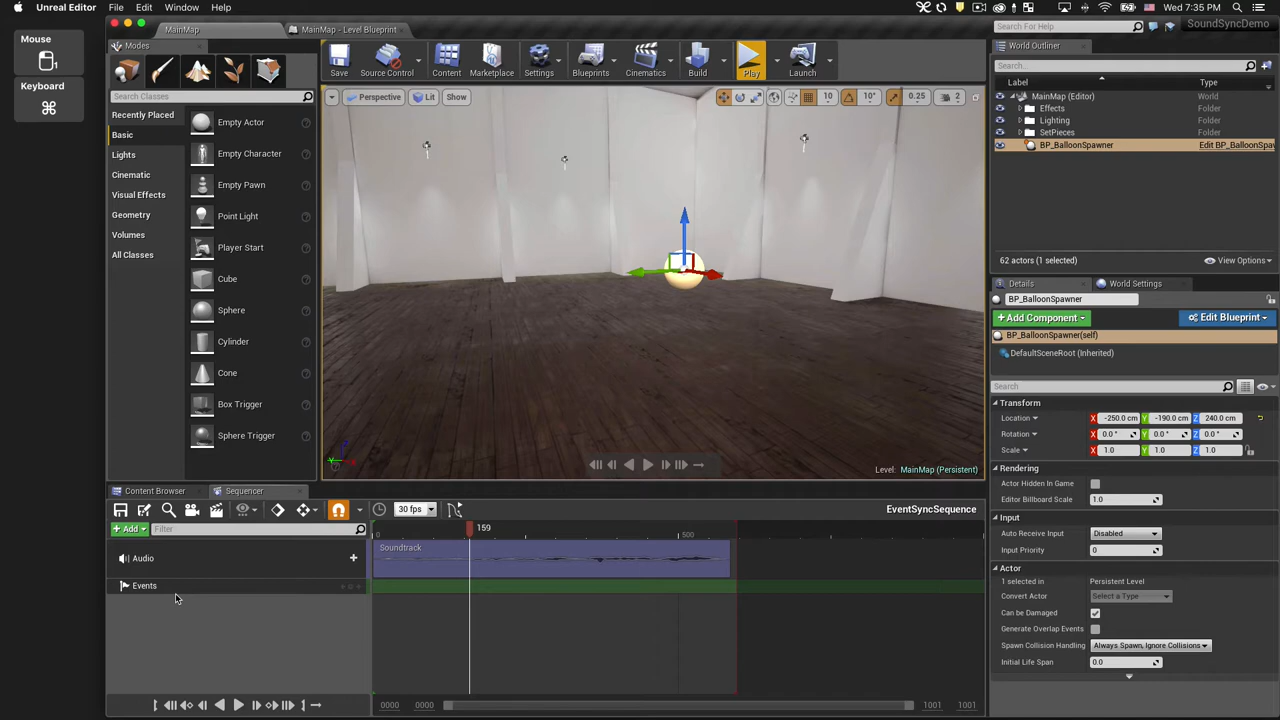 Unreal Editor File Edit Window Help Wed 7:35 PM
Mouse
1
Keyboard
⌘
MainMap MainMap - Level Blueprint SoundSyncDemo
Search For Help
Modes
Search Classes
Recently Placed
Basic
Lights
Cinematic
Visual Effects
Geometry
Volumes
All Classes
Empty Actor
Empty Character
Empty Pawn
Point Light
Player Start
Cube
Sphere
Cylinder
Cone
Box Trigger
Sphere Trigger
Save Source Control Content Marketplace Settings Blueprints Cinematics Build Play Launch
Perspective Lit Show 10 10° 0.25 2
Level: MainMap (Persistent)
World Outliner
Search...
Label Type
MainMap (Editor) World
Effects Folder
Lighting Folder
SetPieces Folder
BP_BalloonSpawner Edit BP_BalloonSpa
62 actors (1 selected) View Options
Details World Settings
BP_BalloonSpawner
+Add Component Edit Blueprint
BP_BalloonSpawner(self)
DefaultSceneRoot (Inherited)
Search
Transform
Location X -250.0 cm Y -190.0 cm Z 240.0 cm
Rotation X 0.0 ° Y 0.0 ° Z 0.0 °
Scale X 1.0 Y 1.0 Z 1.0
Rendering
Actor Hidden In Game
Editor Billboard Scale 1.0
Input
Auto Receive Input Disabled
Input Priority 0
Actor
1 selected in Persistent Level
Convert Actor Select a Type
Can be Damaged
Generate Overlap Events
Spawn Collision Handling Always Spawn, Ignore Collisions
Initial Life Span 0.0
Content Browser Sequencer
30 fps EventSyncSequence
+ Add Filter
159
0 500
Audio
Soundtrack
Events
0000 0000 1001 1001